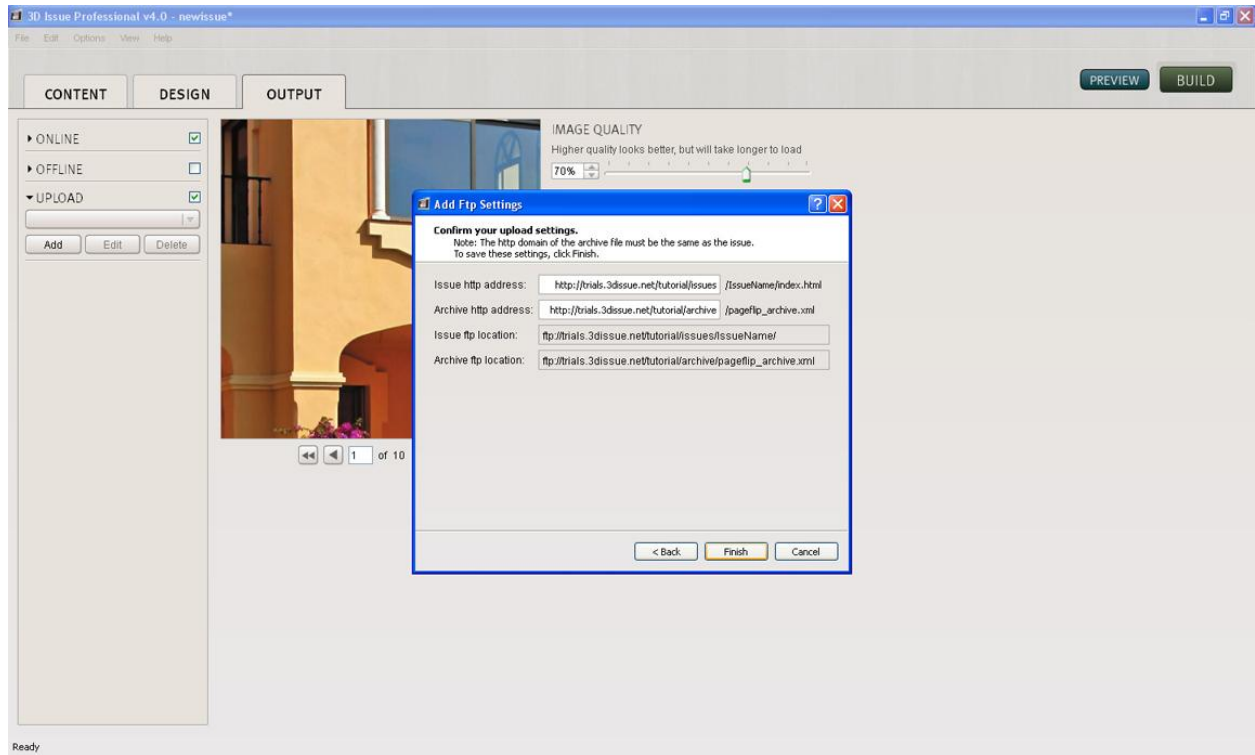 3D Issue Professional v4.0 - newissue*
File Edit Options View Help
CONTENT DESIGN OUTPUT PREVIEW BUILD
ONLINE
OFFLINE
UPLOAD
Add Edit Delete
IMAGE QUALITY
Higher quality looks better, but will take longer to load
70%
Add Ftp Settings
Confirm your upload settings.
Note: The http domain of the archive file must be the same as the issue.
To save these settings, click Finish.
Issue http address: http://trials.3dissue.net/tutorial/issues /IssueName/index.html
Archive http address: http://trials.3dissue.net/tutorial/archive /pageflip_archive.xml
Issue ftp location: ftp://trials.3dissue.net/tutorial/issues/IssueName/
Archive ftp location: ftp://trials.3dissue.net/tutorial/archive/pageflip_archive.xml
1 of 10
< Back Finish Cancel
Ready